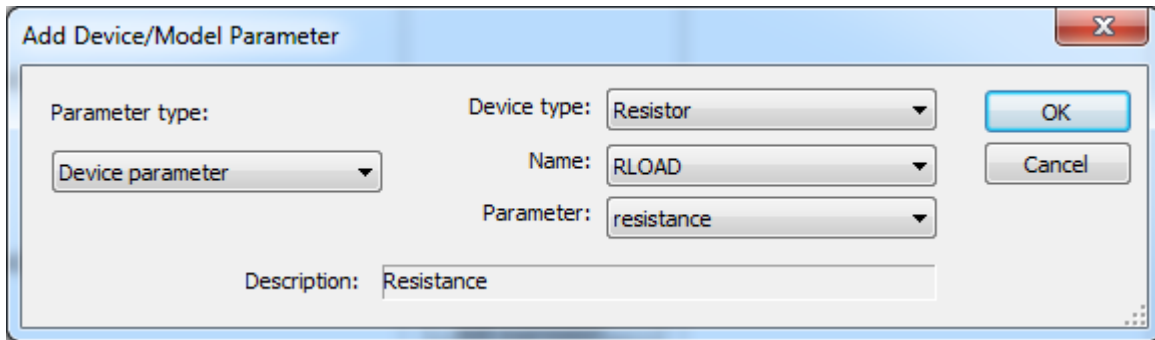 Add Device/Model Parameter
Parameter type:
Device parameter
Device type: Resistor
Name: RLOAD
Parameter: resistance
OK
Cancel
Description: Resistance